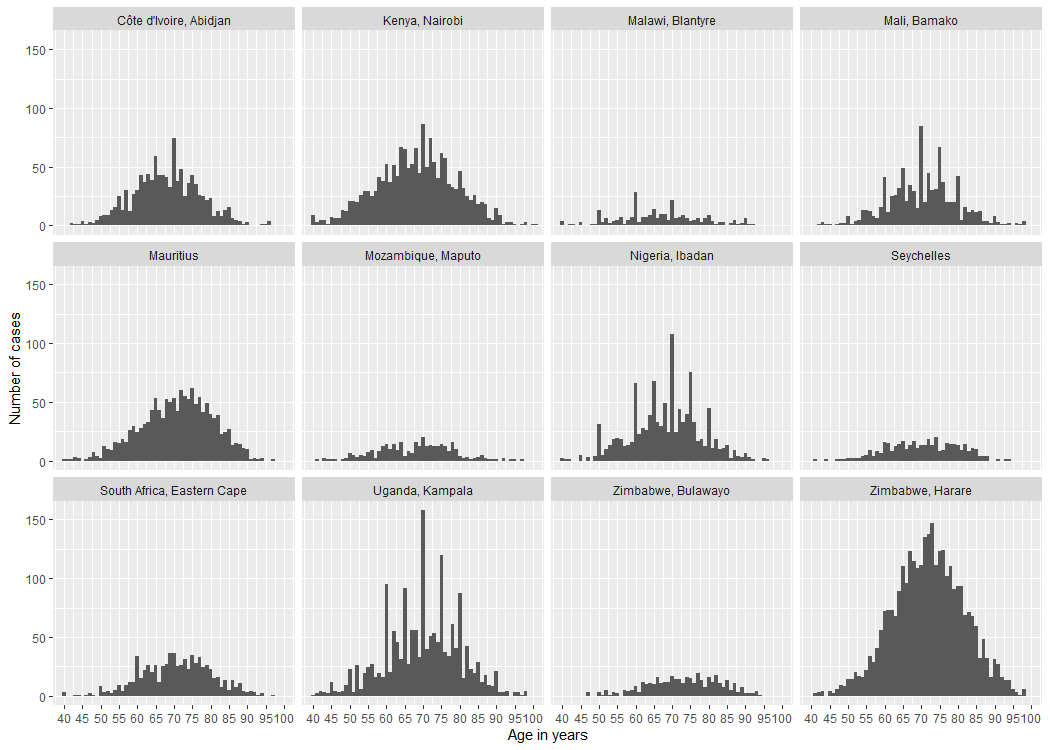 Côte d'Ivoire, Abidjan Kenya, Nairobi Malawi, Blantyre Mali, Bamako
150
100
50
0
Mauritius Mozambique, Maputo Nigeria, Ibadan Seychelles
150
100
50
0
Number of cases
South Africa, Eastern Cape Uganda, Kampala Zimbabwe, Bulawayo Zimbabwe, Harare
150
100
50
0
40 45 50 55 60 65 70 75 80 85 90 95 100 40 45 50 55 60 65 70 75 80 85 90 95 100 40 45 50 55 60 65 70 75 80 85 90 95 100 40 45 50 55 60 65 70 75 80 85 90 95 100
Age in years